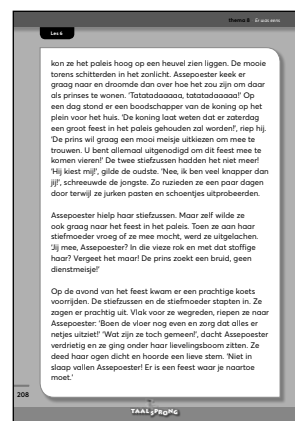 thema 8 Er was eens
Les 6
kon ze het paleis hoog op een heuvel zien liggen. De mooie
torens schitterden in het zonlicht. Assepoester keek er
graag naar en droomde dan over hoe het zou zijn om daar
als prinses te wonen. 'Tatatadaaaaa, tatatadaaaaa!' Op
een dag stond er een boodschapper van de koning op het
plein voor het huis. 'De koning laat weten dat er zaterdag
een groot feest in het paleis gehouden zal worden!', riep hij.
'De prins wil graag een mooi meisje uitkiezen om mee te
trouwen. U bent allemaal uitgenodigd om dit feest mee te
komen vieren!' De twee stiefzussen hadden het niet meer!
'Hij kiest mij!', gilde de oudste. 'Nee, ik ben veel knapper dan
jij!', schreeuwde de jongste. Zo ruzieden ze een paar dagen
door terwijl ze jurken pasten en schoentjes uitprobeerden.
Assepoester hielp haar stiefzussen. Maar zelf wilde ze
ook graag naar het feest in het paleis. Toen ze aan haar
stiefmoeder vroeg of ze mee mocht, werd ze uitgelachen.
'Jij mee, Assepoester? In die vieze rok en met dat stoffige
haar? Vergeet het maar! De prins zoekt een bruid, geen
dienstmeisje!'
Op de avond van het feest kwam er een prachtige koets
voorrijden. De stiefzussen en de stiefmoeder stapten in. Ze
zagen er prachtig uit. Vlak voor ze wegreden, riepen ze naar
Assepoester: 'Boen de vloer nog even en zorg dat alles er
netjes uitziet!' 'Wat zijn ze toch gemeen!', dacht Assepoester
verdrietig en ze ging onder haar lievelingsboom zitten. Ze
deed haar ogen dicht en hoorde een lieve stem. 'Niet in
slaap vallen Assepoester! Er is een feest waar je naartoe
moet.'
208
TAALSPRONG